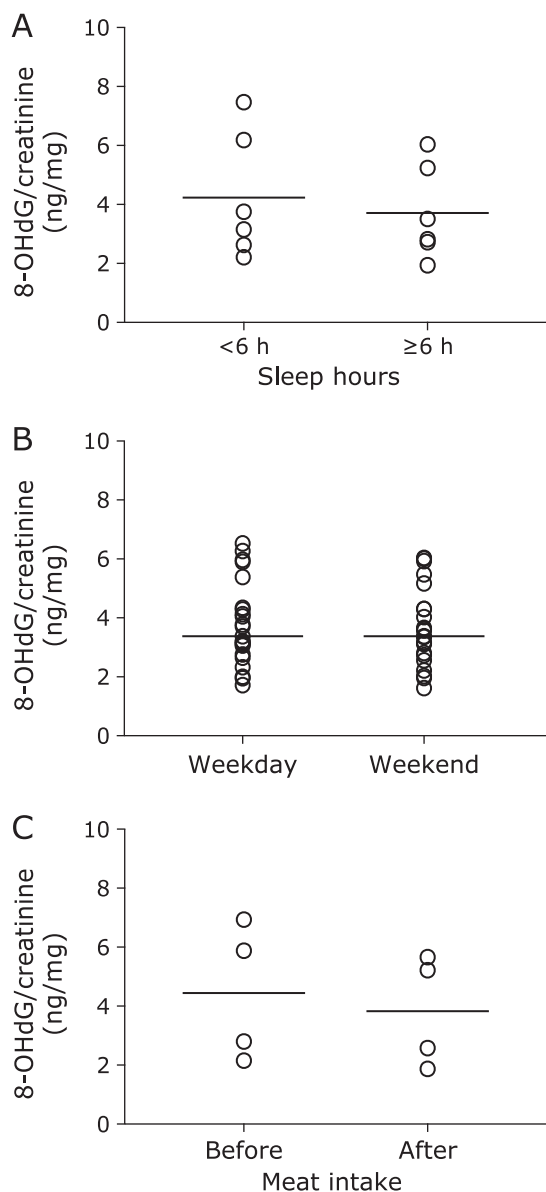 A
8-OHdG/creatinine
(ng/mg)
10
8
6
4
2
0
<6 h
≥6 h
Sleep hours
B
8-OHdG/creatinine
(ng/mg)
10
8
6
4
2
0
Weekday
Weekend
C
8-OHdG/creatinine
(ng/mg)
10
8
6
4
2
0
Before
After
Meat intake